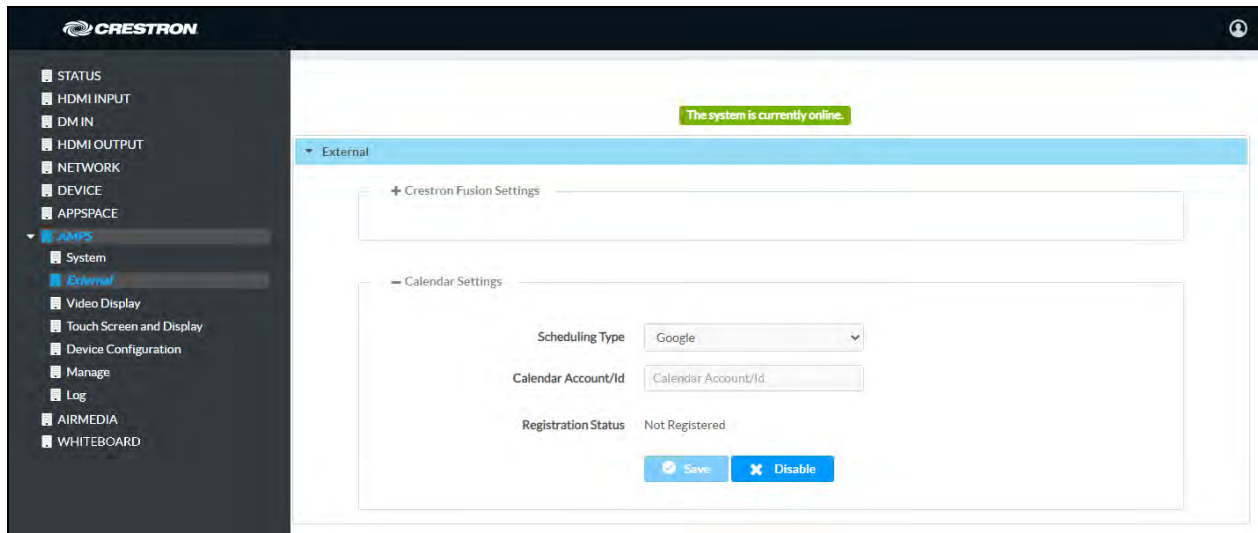 CRESTRON
STATUS
HDMI INPUT
DM IN
HDMI OUTPUT
NETWORK
DEVICE
APPSPACE
AMPS
System
External
Video Display
Touch Screen and Display
Device Configuration
Manage
Log
AIRMEDIA
WHITEBOARD
The system is currently online.
External
Crestron Fusion Settings
Calendar Settings
Scheduling Type Google
Calendar Account/Id Calendar Account/Id
Registration Status Not Registered
Save Disable